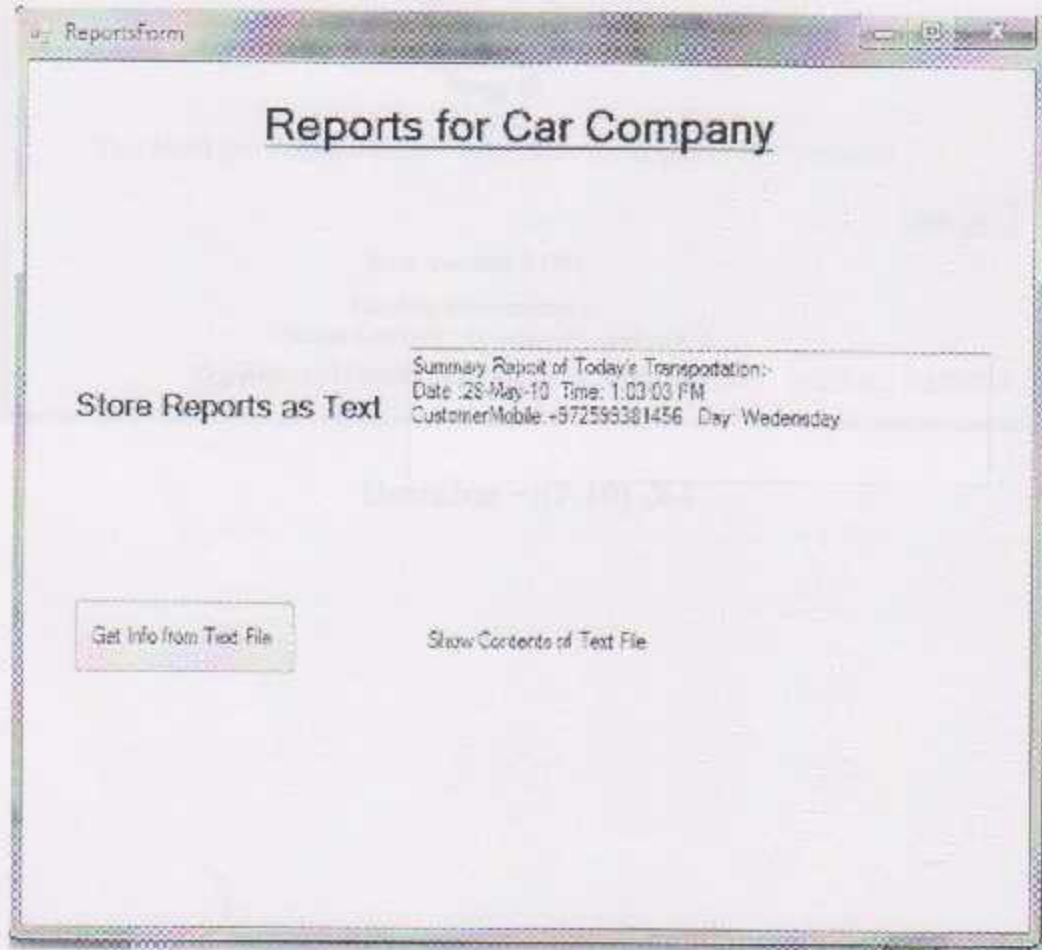 ReportsForm
Reports for Car Company
Store Reports as Text
Summary Report of Today's Transportation:-
Date :26-May-10 Time: 1:03:03 PM
CustomerMobile:+972599381456 Day: Wedensday
Get Info from Text File
Show Contents of Text File